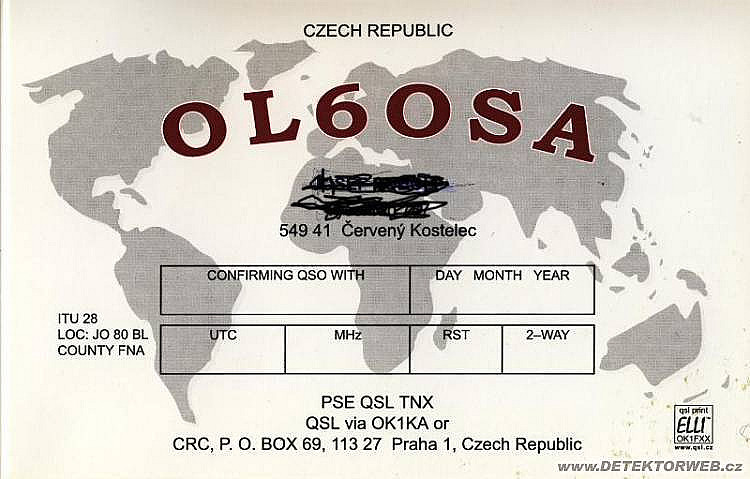 CZECH REPUBLIC
OL6OSA
549 41 Červený Kostelec
CONFIRMING QSO WITH DAY MONTH YEAR
UTC MHz RST 2–WAY
ITU 28
LOC: JO 80 BL
COUNTY FNA
PSE QSL TNX
QSL via OK1KA or
CRC, P. O. BOX 69, 113 27 Praha 1, Czech Republic
qsl print
ELLI
OK1FXX
www.qsl.cz
www.DETEKTORWEB.cz